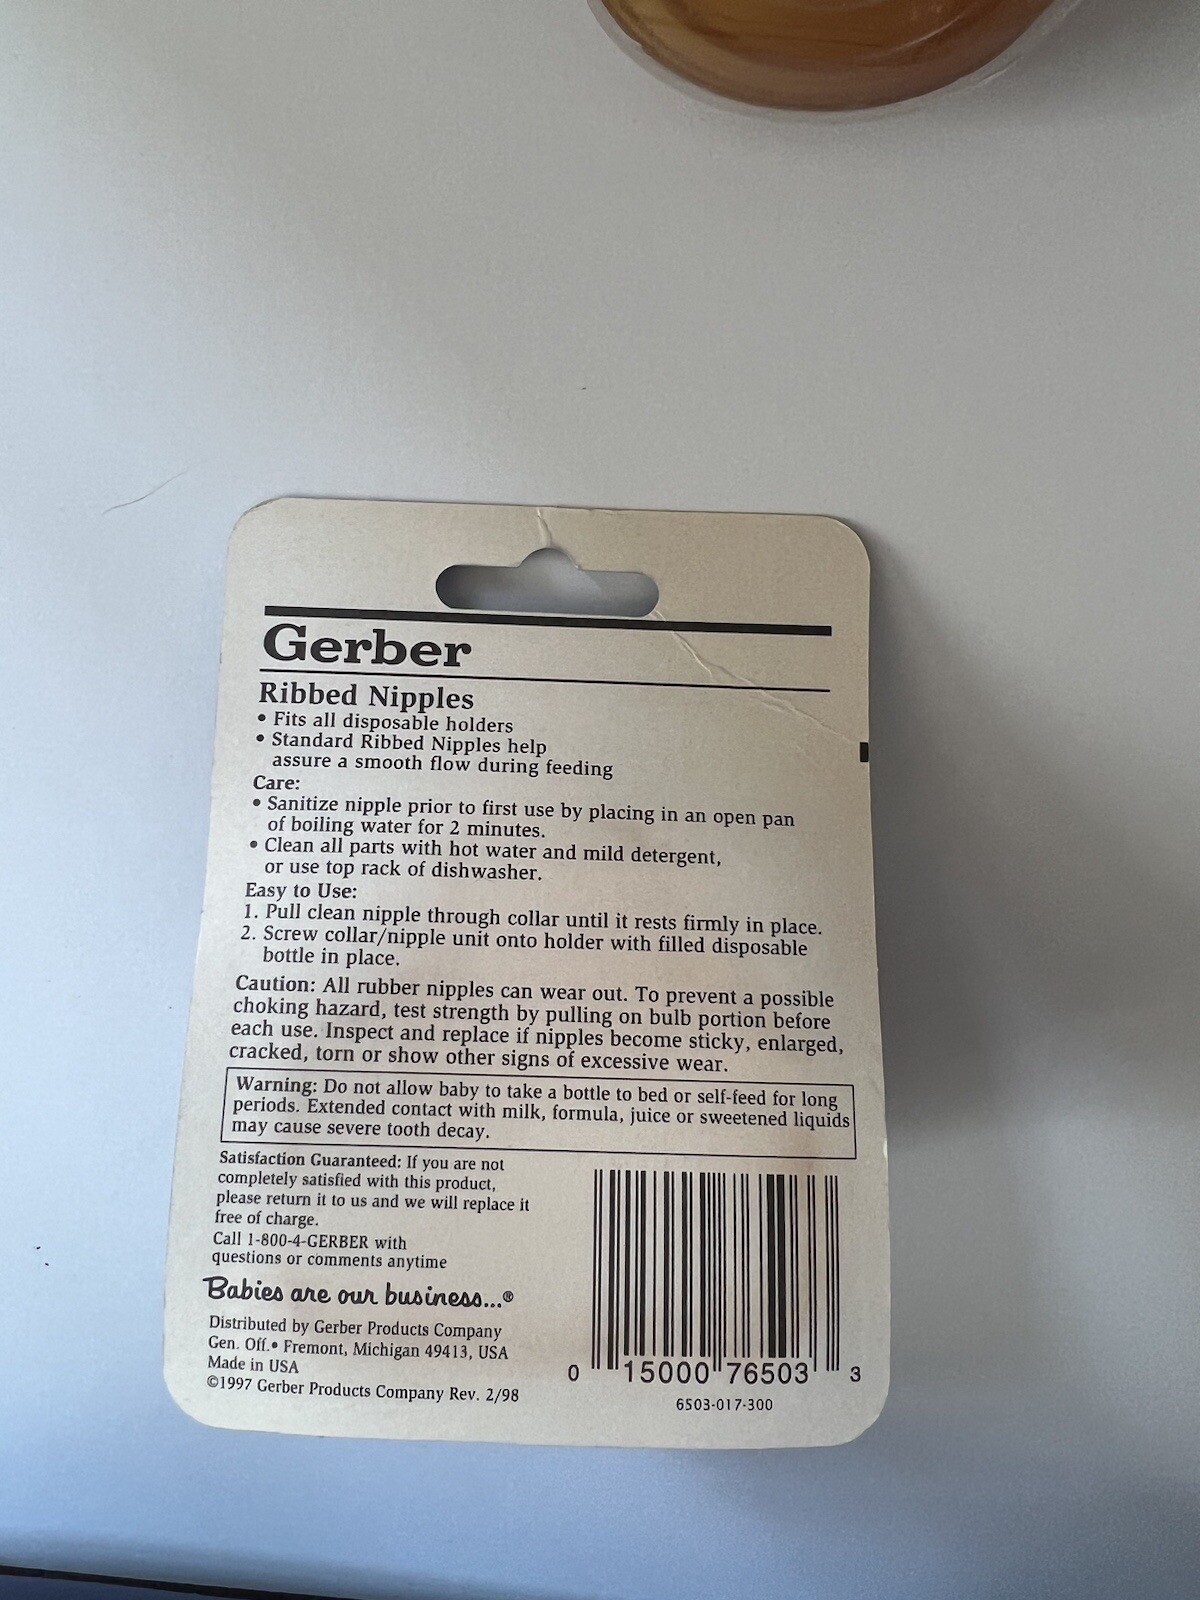 Gerber
Ribbed Nipples
• Fits all disposable holders
• Standard Ribbed Nipples help
assure a smooth flow during feeding
Care:
• Sanitize nipple prior to first use by placing in an open pan
of boiling water for 2 minutes.
• Clean all parts with hot water and mild detergent,
or use top rack of dishwasher.
Easy to Use:
1. Pull clean nipple through collar until it rests firmly in place.
2. Screw collar/nipple unit onto holder with filled disposable
bottle in place.
Caution: All rubber nipples can wear out. To prevent a possible
choking hazard, test strength by pulling on bulb portion before
each use. Inspect and replace if nipples become sticky, enlarged,
cracked, torn or show other signs of excessive wear.
Warning: Do not allow baby to take a bottle to bed or self-feed for long
periods. Extended contact with milk, formula, juice or sweetened liquids
may cause severe tooth decay.
Satisfaction Guaranteed: If you are not
completely satisfied with this product,
please return it to us and we will replace it
free of charge.
Call 1-800-4-GERBER with
questions or comments anytime
Babies are our business...®
Distributed by Gerber Products Company
Gen. Off.• Fremont, Michigan 49413, USA
Made in USA
©1997 Gerber Products Company Rev. 2/98
0 15000 76503 3
6503-017-300